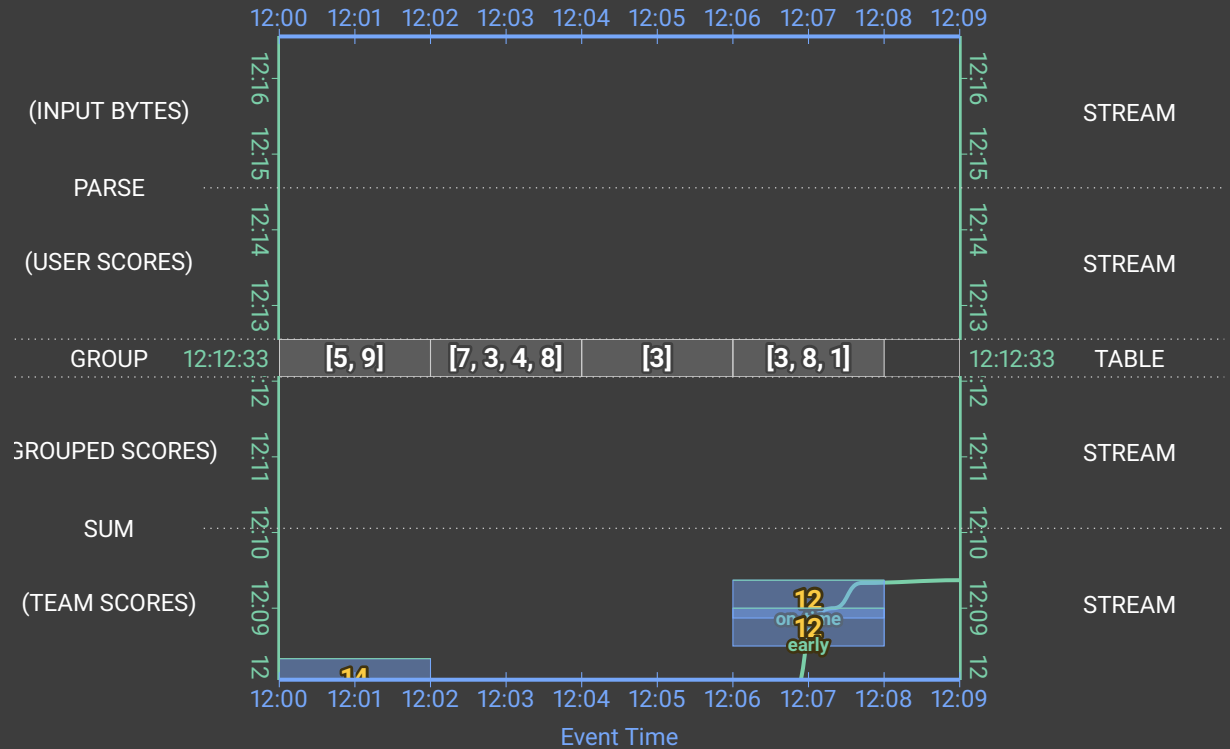 12:00 12:01 12:02 12:03 12:04 12:05 12:06 12:07 12:08 12:09
12:16 12:16
(INPUT BYTES) STREAM
12:15 12:15
PARSE
12:14 12:14
(USER SCORES) STREAM
12:13 12:13
GROUP 12:12:33 [5, 9] [7, 3, 4, 8] [3] [3, 8, 1] 12:12:33 TABLE
:12 :12
GROUPED SCORES) STREAM
12:11 12:11
SUM
12:10 12:10
(TEAM SCORES) 12 STREAM
12:09 on-time 12:09
12
early
12 14 12
12:00 12:01 12:02 12:03 12:04 12:05 12:06 12:07 12:08 12:09
Event Time